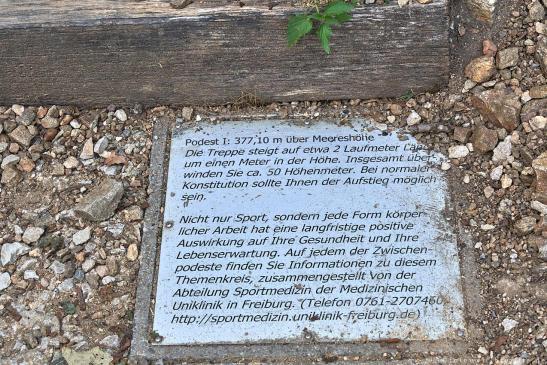 Podest I: 377,10 m über Meereshöhe
Die Treppe steigt auf etwa 2 Laufmeter
um einen Meter in der Höhe. Insgesamt über
winden Sie ca. 50 Höhenmeter. Bei normaler
Konstitution sollte Ihnen der Aufstieg möglich
sein.
Nicht nur Sport, sondern jede Form körper-
licher Arbeit hat eine langfristige positive
Auswirkung auf Ihre Gesundheit und Ihre
Lebenserwartung. Auf jedem der Zwischen
podeste finden Sie Informationen zu diesem
Themenkreis, zusammengestellt von der
Abteilung Sportmedizin der Medizinischen
Uniklinik in Freiburg. (Telefon 0761-2707460
http://sportmedizin.uniklinik-freiburg.de)